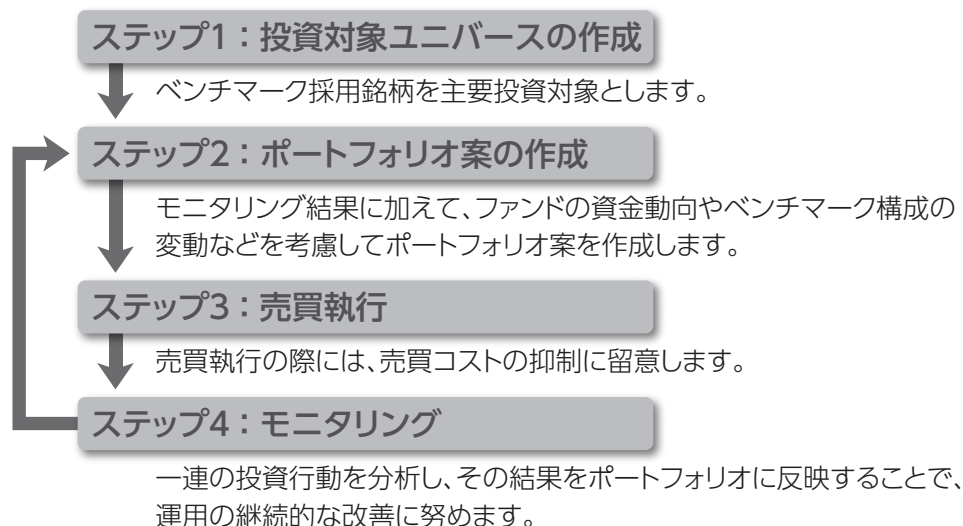 ステップ1：投資対象ユニバースの作成
ベンチマーク採用銘柄を主要投資対象とします。
ステップ2：ポートフォリオ案の作成
モニタリング結果に加えて、ファンドの資金動向やベンチマーク構成の
変動などを考慮してポートフォリオ案を作成します。
ステップ3：売買執行
売買執行の際には、売買コストの抑制に留意します。
ステップ4：モニタリング
一連の投資行動を分析し、その結果をポートフォリオに反映することで、
運用の継続的な改善に努めます。